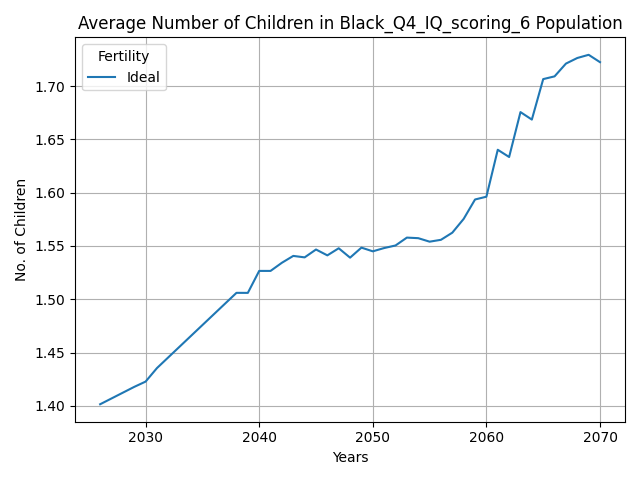 Average Number of Children in Black_Q4_IQ_scoring_6 Population
Fertility
Ideal
No. of Children
1.70
1.65
1.60
1.55
1.50
1.45
1.40
2030 2040 2050 2060 2070
Years